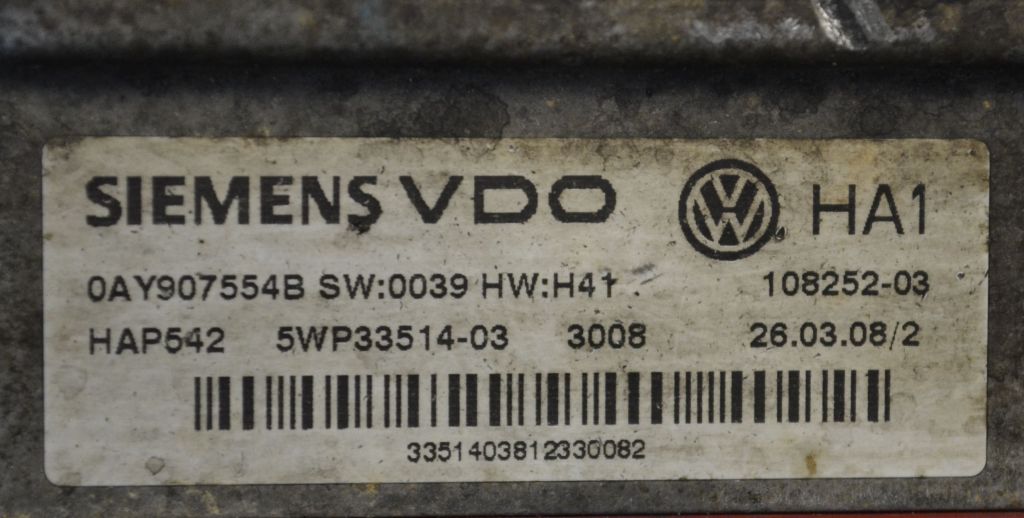 SIEMENS VDO HA1
0AY907554B SW:0039 HW:H41 108252-03
HAP542 5WP33514-03 3008 26.03.08/2
3351403812330082